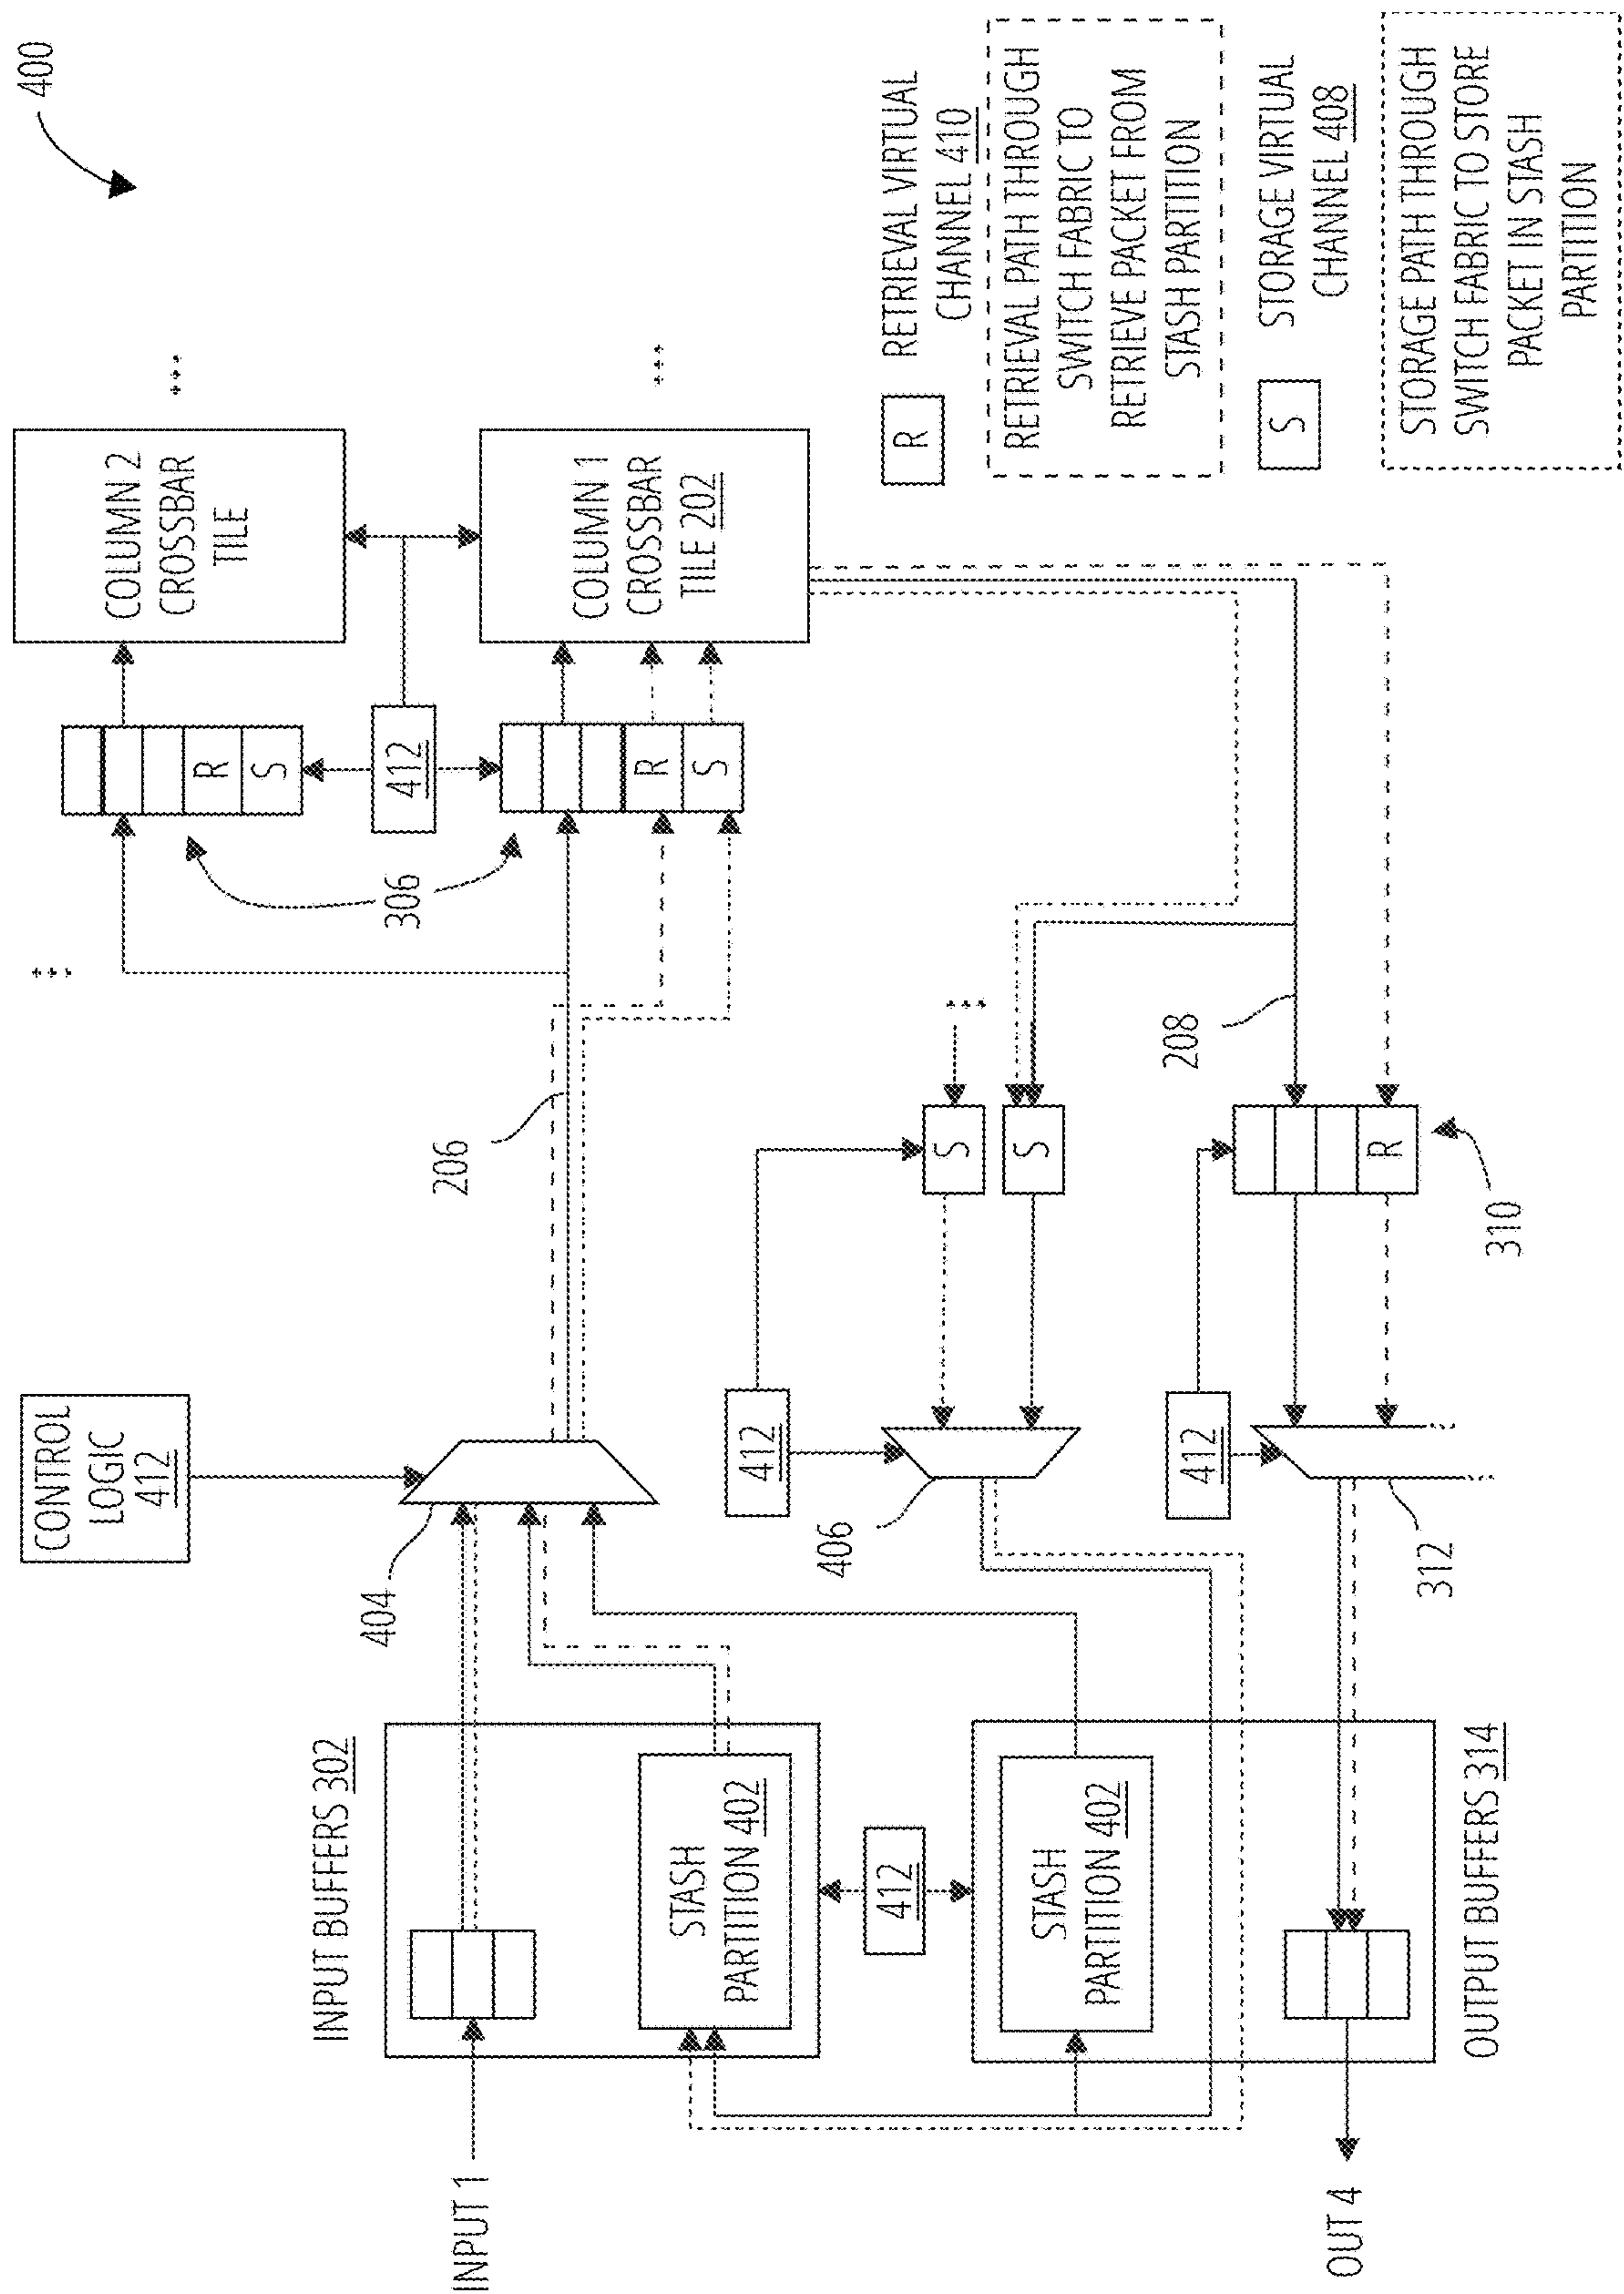 400
CONTROL
LOGIC
412
COLUMN 2
CROSSBAR
TILE
R
S
412
306
COLUMN 1
CROSSBAR
TILE 202
R
S
INPUT BUFFERS 302
404
206
INPUT 1
STASH
PARTITION 402
412
STASH
PARTITION 402
412
406
S
S
208
412
R
310
312
OUT 4
OUTPUT BUFFERS 314
R
RETRIEVAL VIRTUAL
CHANNEL 410
RETRIEVAL PATH THROUGH
SWITCH FABRIC TO
RETRIEVE PACKET FROM
STASH PARTITION
S
STORAGE VIRTUAL
CHANNEL 408
STORAGE PATH THROUGH
SWITCH FABRIC TO STORE
PACKET IN STASH
PARTITION